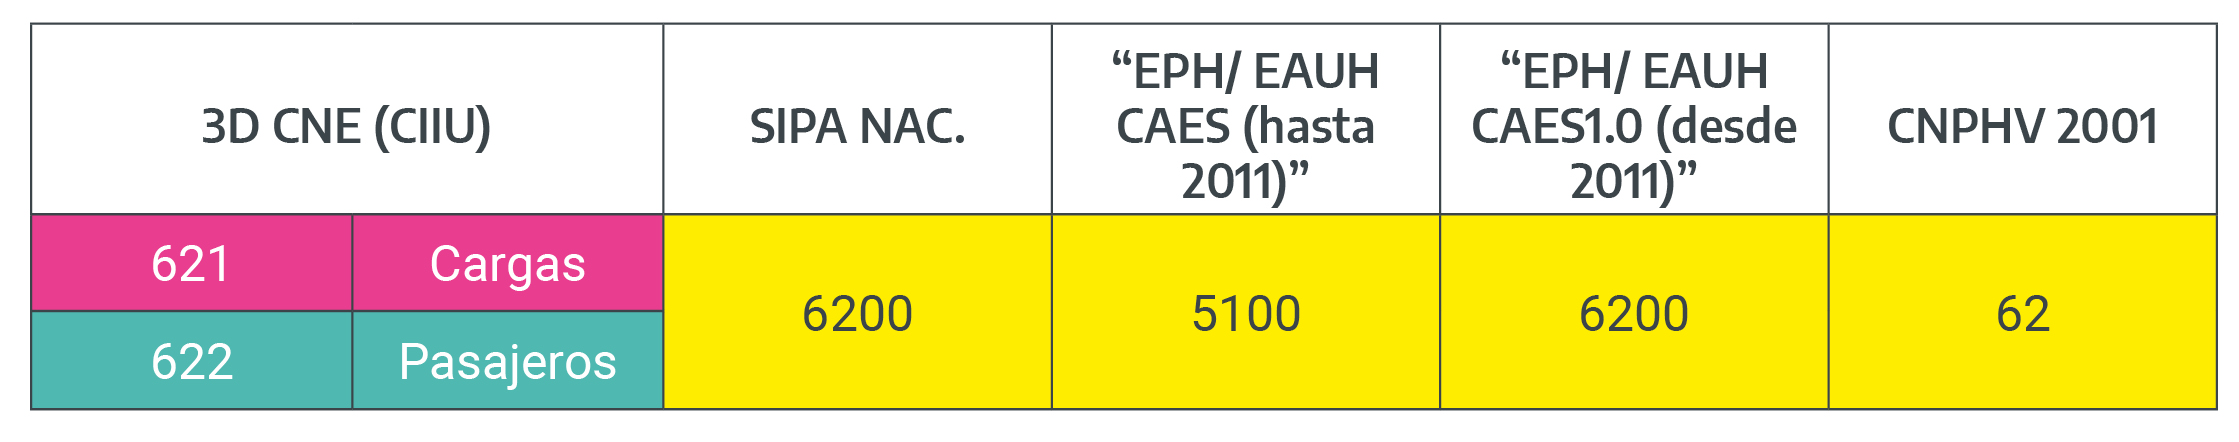 3D CNE (CIIU)
SIPA NAC.
“EPH/ EAUH
CAES (hasta
2011)”
“EPH/ EAUH
CAES1.0 (desde
2011)”
CNPHV 2001
621
Cargas
622
Pasajeros
6200
5100
6200
62